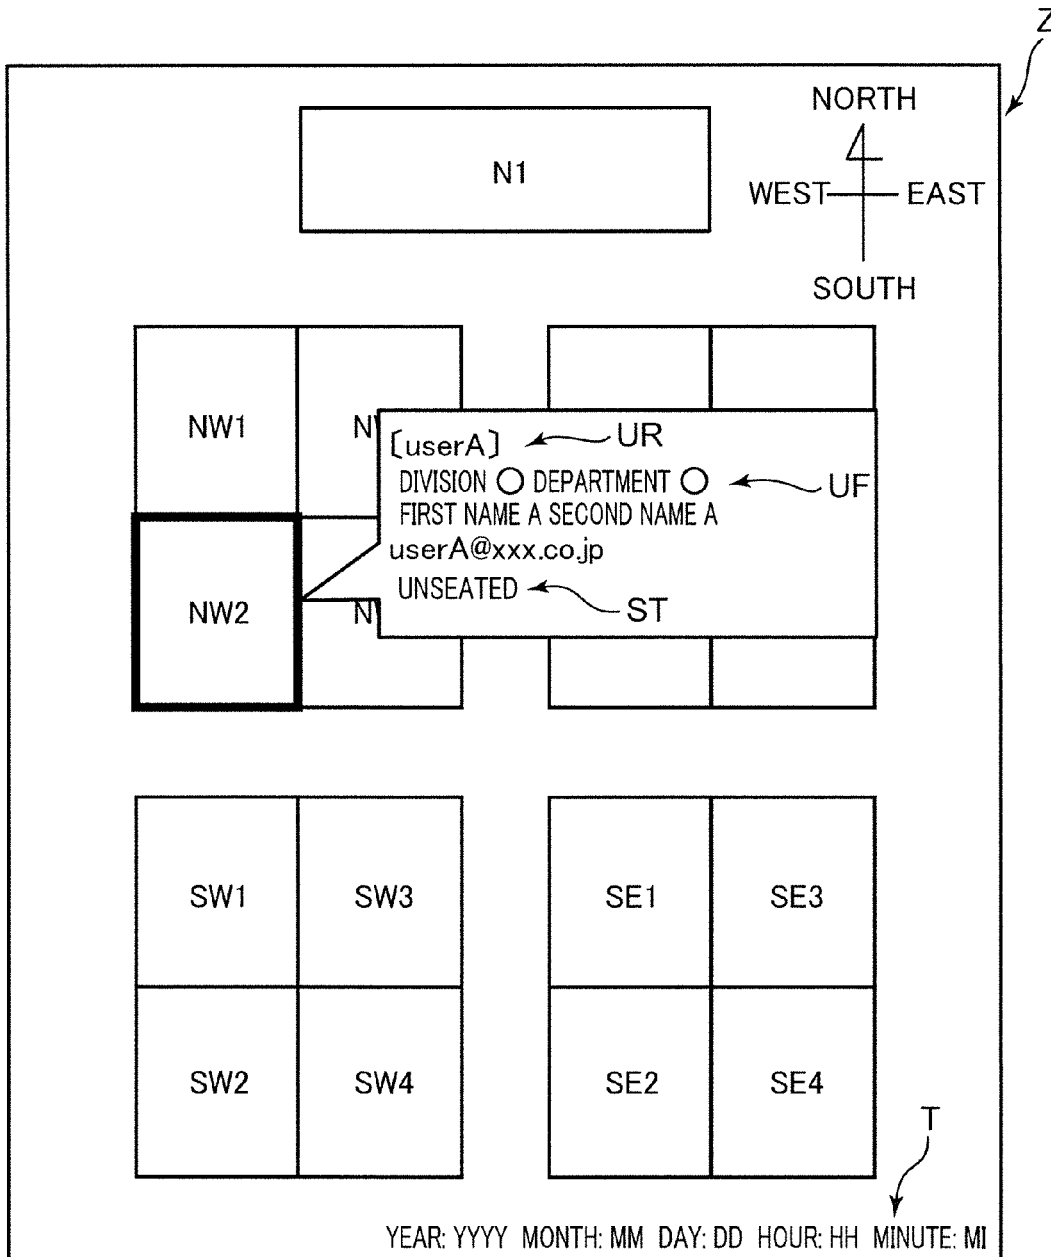 Z
NORTH
N1
WEST EAST
SOUTH
NW1
[userA] UR
DIVISION ○ DEPARTMENT ○ UF
FIRST NAME A SECOND NAME A
userA@xxx.co.jp
NW2
UNSEATED ST
SW1 SW3 SE1 SE3
SW2 SW4 SE2 SE4
T
YEAR: YYYY MONTH: MM DAY: DD HOUR: HH MINUTE: MI